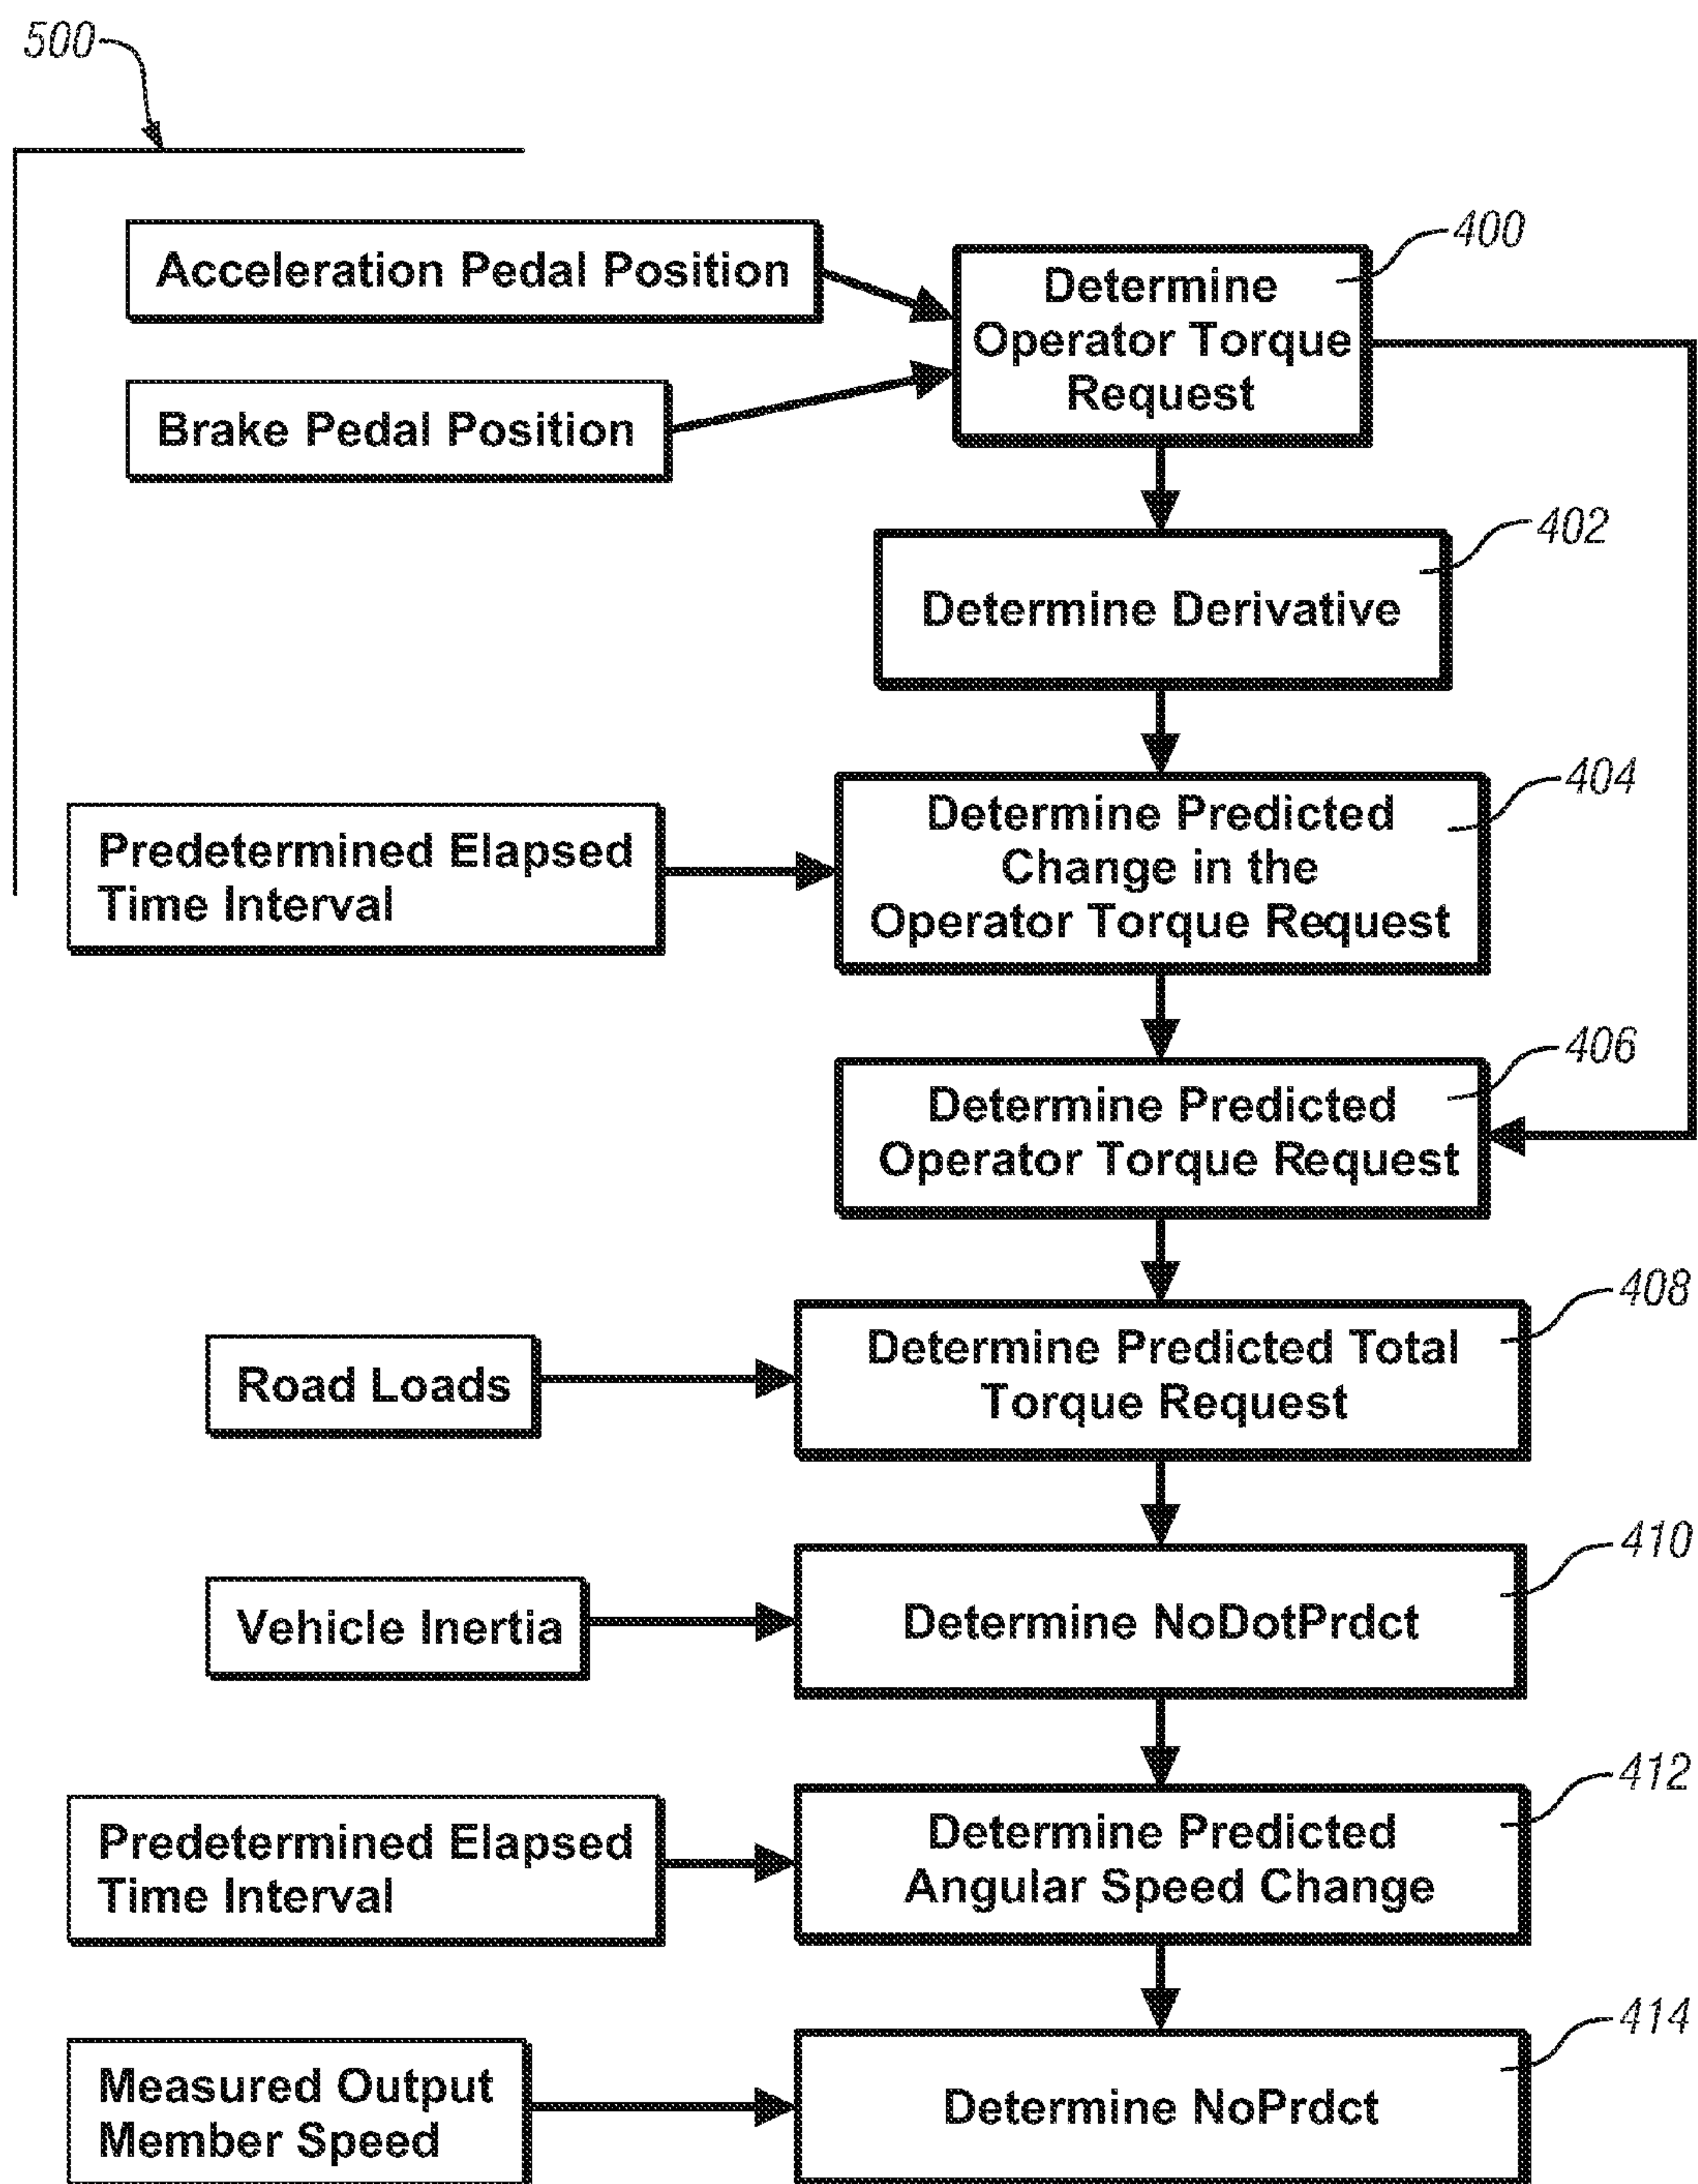 500
Acceleration Pedal Position
Brake Pedal Position
400
Determine
Operator Torque
Request
402
Determine Derivative
404
Predetermined Elapsed
Time Interval
Determine Predicted
Change in the
Operator Torque Request
406
Determine Predicted
Operator Torque Request
408
Road Loads
Determine Predicted Total
Torque Request
410
Vehicle Inertia
Determine NoDotPrdct
412
Predetermined Elapsed
Time Interval
Determine Predicted
Angular Speed Change
414
Measured Output
Member Speed
Determine NoPrdct